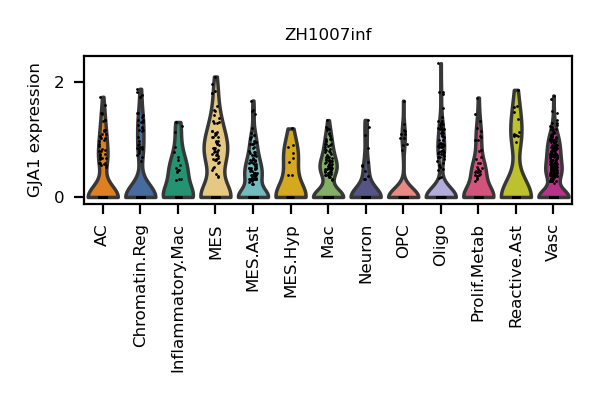 ZH1007inf
GJA1 expression
2
0
AC
Chromatin.Reg
Inflammatory.Mac
MES
MES.Ast
MES.Hyp
Mac
Neuron
OPC
Oligo
Prolif.Metab
Reactive.Ast
Vasc